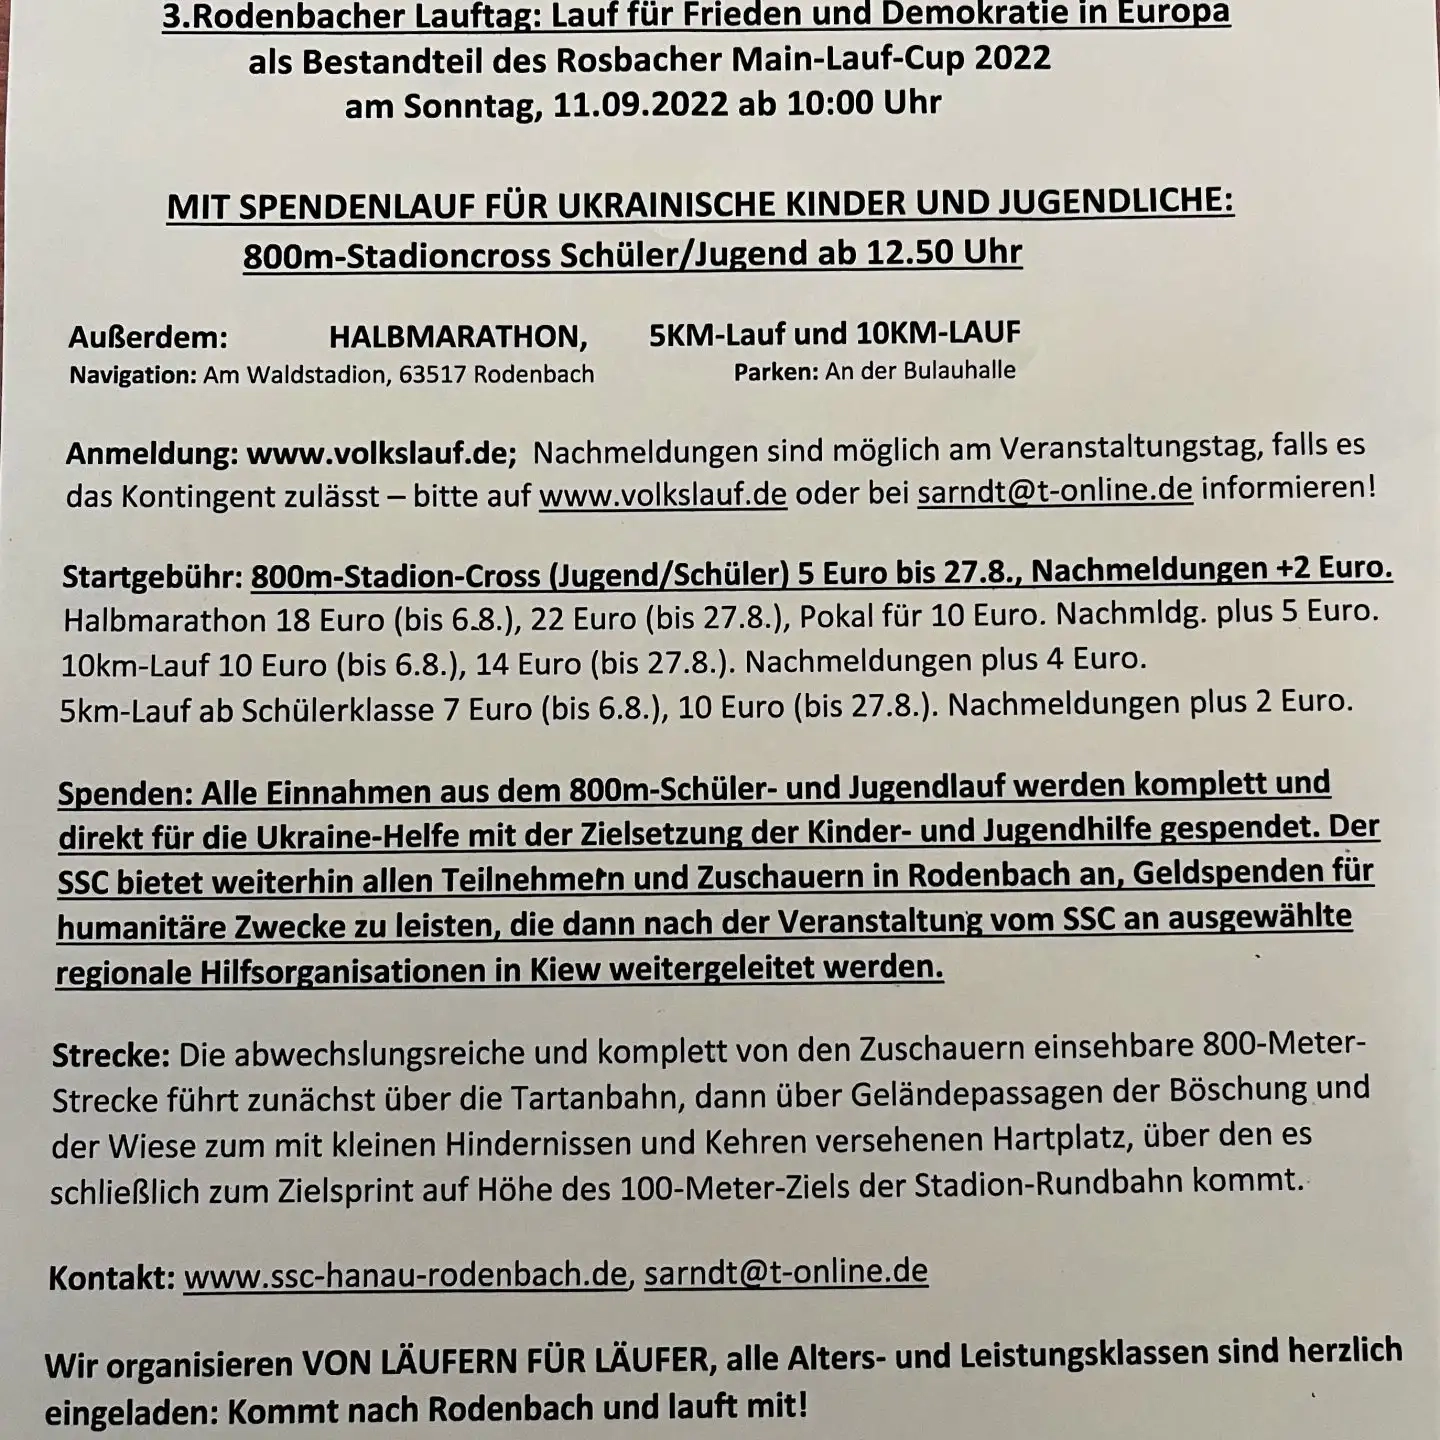 3.Rodenbacher Lauftag: Lauf für Frieden und Demokratie in Europa
als Bestandteil des Rosbacher Main-Lauf-Cup 2022
am Sonntag, 11.09.2022 ab 10:00 Uhr
MIT SPENDENLAUF FÜR UKRAINISCHE KINDER UND JUGENDLICHE:
800m-Stadioncross Schüler/Jugend ab 12.50 Uhr
Außerdem: HALBMARATHON, 5KM-Lauf und 10KM-LAUF
Navigation: Am Waldstadion, 63517 Rodenbach Parken: An der Bulauhalle
Anmeldung: www.volkslauf.de; Nachmeldungen sind möglich am Veranstaltungstag, falls es
das Kontingent zulässt – bitte auf www.volkslauf.de oder bei sarndt@t-online.de informieren!
Startgebühr: 800m-Stadion-Cross (Jugend/Schüler) 5 Euro bis 27.8., Nachmeldungen +2 Euro.
Halbmarathon 18 Euro (bis 6.8.), 22 Euro (bis 27.8.), Pokal für 10 Euro. Nachmldg. plus 5 Euro.
10km-Lauf 10 Euro (bis 6.8.), 14 Euro (bis 27.8.). Nachmeldungen plus 4 Euro.
5km-Lauf ab Schülerklasse 7 Euro (bis 6.8.), 10 Euro (bis 27.8.). Nachmeldungen plus 2 Euro.
Spenden: Alle Einnahmen aus dem 800m-Schüler- und Jugendlauf werden komplett und
direkt für die Ukraine-Helfe mit der Zielsetzung der Kinder- und Jugendhilfe gespendet. Der
SSC bietet weiterhin allen Teilnehmern und Zuschauern in Rodenbach an, Geldspenden für
humanitäre Zwecke zu leisten, die dann nach der Veranstaltung vom SSC an ausgewählte
regionale Hilfsorganisationen in Kiew weitergeleitet werden.
Strecke: Die abwechslungsreiche und komplett von den Zuschauern einsehbare 800-Meter-
Strecke führt zunächst über die Tartanbahn, dann über Geländepassagen der Böschung und
der Wiese zum mit kleinen Hindernissen und Kehren versehenen Hartplatz, über den es
schließlich zum Zielsprint auf Höhe des 100-Meter-Ziels der Stadion-Rundbahn kommt.
Kontakt: www.ssc-hanau-rodenbach.de, sarndt@t-online.de
Wir organisieren VON LÄUFERN FÜR LÄUFER, alle Alters- und Leistungsklassen sind herzlich
eingeladen: Kommt nach Rodenbach und lauft mit!